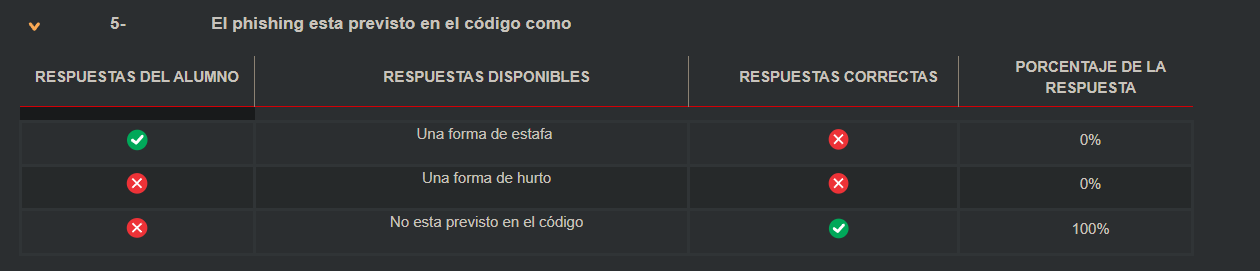 5- El phishing esta previsto en el código como
RESPUESTAS DEL ALUMNO RESPUESTAS DISPONIBLES RESPUESTAS CORRECTAS PORCENTAJE DE LA RESPUESTA
Una forma de estafa 0%
Una forma de hurto 0%
No esta previsto en el código 100%